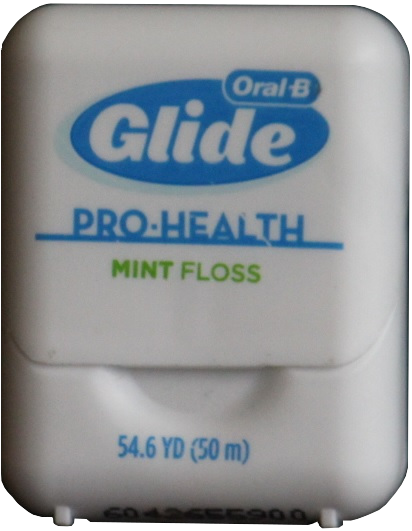 Oral-B
Glide
PRO-HEALTH
MINT FLOSS
54.6 YD (50 m)